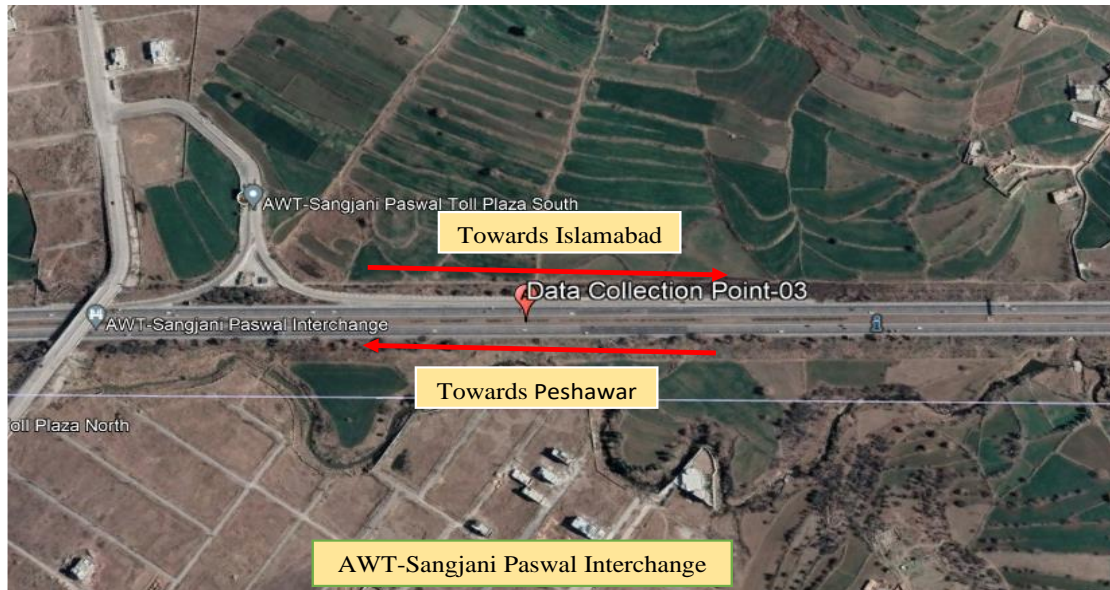 AWT-Sangjani Paswal Toll Plaza South
Towards Islamabad
Data Collection Point-03
AWT-Sangjani Paswal Interchange
Towards Peshawar
oll Plaza North
AWT-Sangjani Paswal Interchange